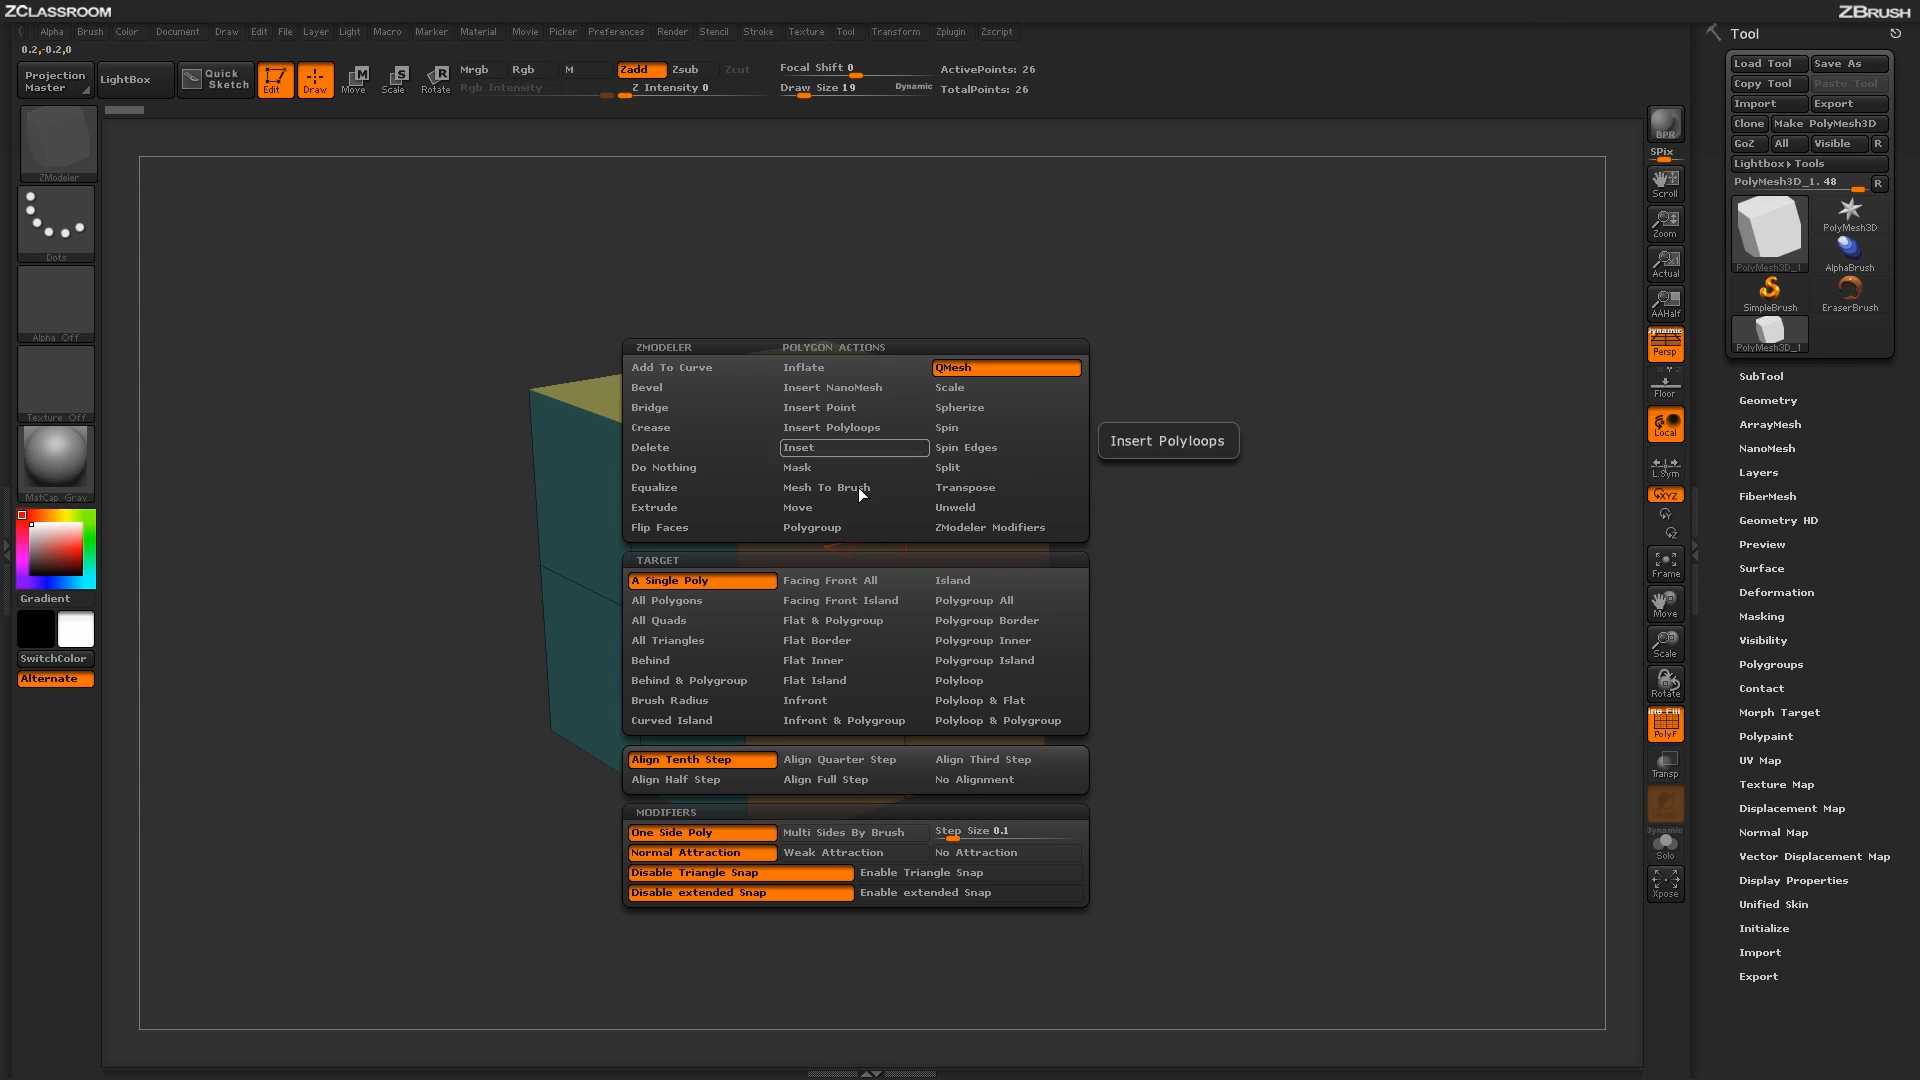 ZCLASSROOM
ZBRUSH
Alpha Brush Color Document Draw Edit File Layer Light Macro Marker Material Movie Picker Preferences Render Stencil Stroke Texture Tool Transform Zplugin Zscript
0.2,-0.2,0
Projection Master
LightBox
Quick Sketch
Edit
Draw
Move
Scale
Rotate
Mrgb Rgb M
Rgb Intensity
Zadd Zsub Zcut
Z Intensity 0
Focal Shift 0
Draw Size 19
Dynamic
ActivePoints: 26
TotalPoints: 26
ZModeler
Dots
Alpha Off
Texture Off
MatCap Gray
Gradient
SwitchColor
Alternate
ZMODELER POLYGON ACTIONS
Add To Curve Inflate QMesh
Bevel Insert NanoMesh Scale
Bridge Insert Point Spherize
Crease Insert Polyloops Spin
Delete Inset Spin Edges
Do Nothing Mask Split
Equalize Mesh To Brush Transpose
Extrude Move Unweld
Flip Faces Polygroup ZModeler Modifiers
Insert Polyloops
TARGET
A Single Poly Facing Front All Island
All Polygons Facing Front Island Polygroup All
All Quads Flat & Polygroup Polygroup Border
All Triangles Flat Border Polygroup Inner
Behind Flat Inner Polygroup Island
Behind & Polygroup Flat Island Polyloop
Brush Radius Infront Polyloop & Flat
Curved Island Infront & Polygroup Polyloop & Polygroup
Align Tenth Step Align Quarter Step Align Third Step
Align Half Step Align Full Step No Alignment
MODIFIERS
One Side Poly Multi Sides By Brush Step Size 0.1
Normal Attraction Weak Attraction No Attraction
Disable Triangle Snap Enable Triangle Snap
Disable extended Snap Enable extended Snap
BPR
SPix
Scroll
Zoom
Actual
AAHalf
Dynamic
Persp
Floor
Local
L.Sym
XYZ
Frame
Move
Scale
Rotate
PolyF
Transp
Dynamic
Solo
Xpose
Tool
Load Tool Save As
Copy Tool Paste Tool
Import Export
Clone Make PolyMesh3D
GoZ All Visible R
Lightbox▸Tools
PolyMesh3D_1. 48 R
PolyMesh3D_1
PolyMesh3D
AlphaBrush
SimpleBrush
EraserBrush
PolyMesh3D_1
SubTool
Geometry
ArrayMesh
NanoMesh
Layers
FiberMesh
Geometry HD
Preview
Surface
Deformation
Masking
Visibility
Polygroups
Contact
Morph Target
Polypaint
UV Map
Texture Map
Displacement Map
Normal Map
Vector Displacement Map
Display Properties
Unified Skin
Initialize
Import
Export